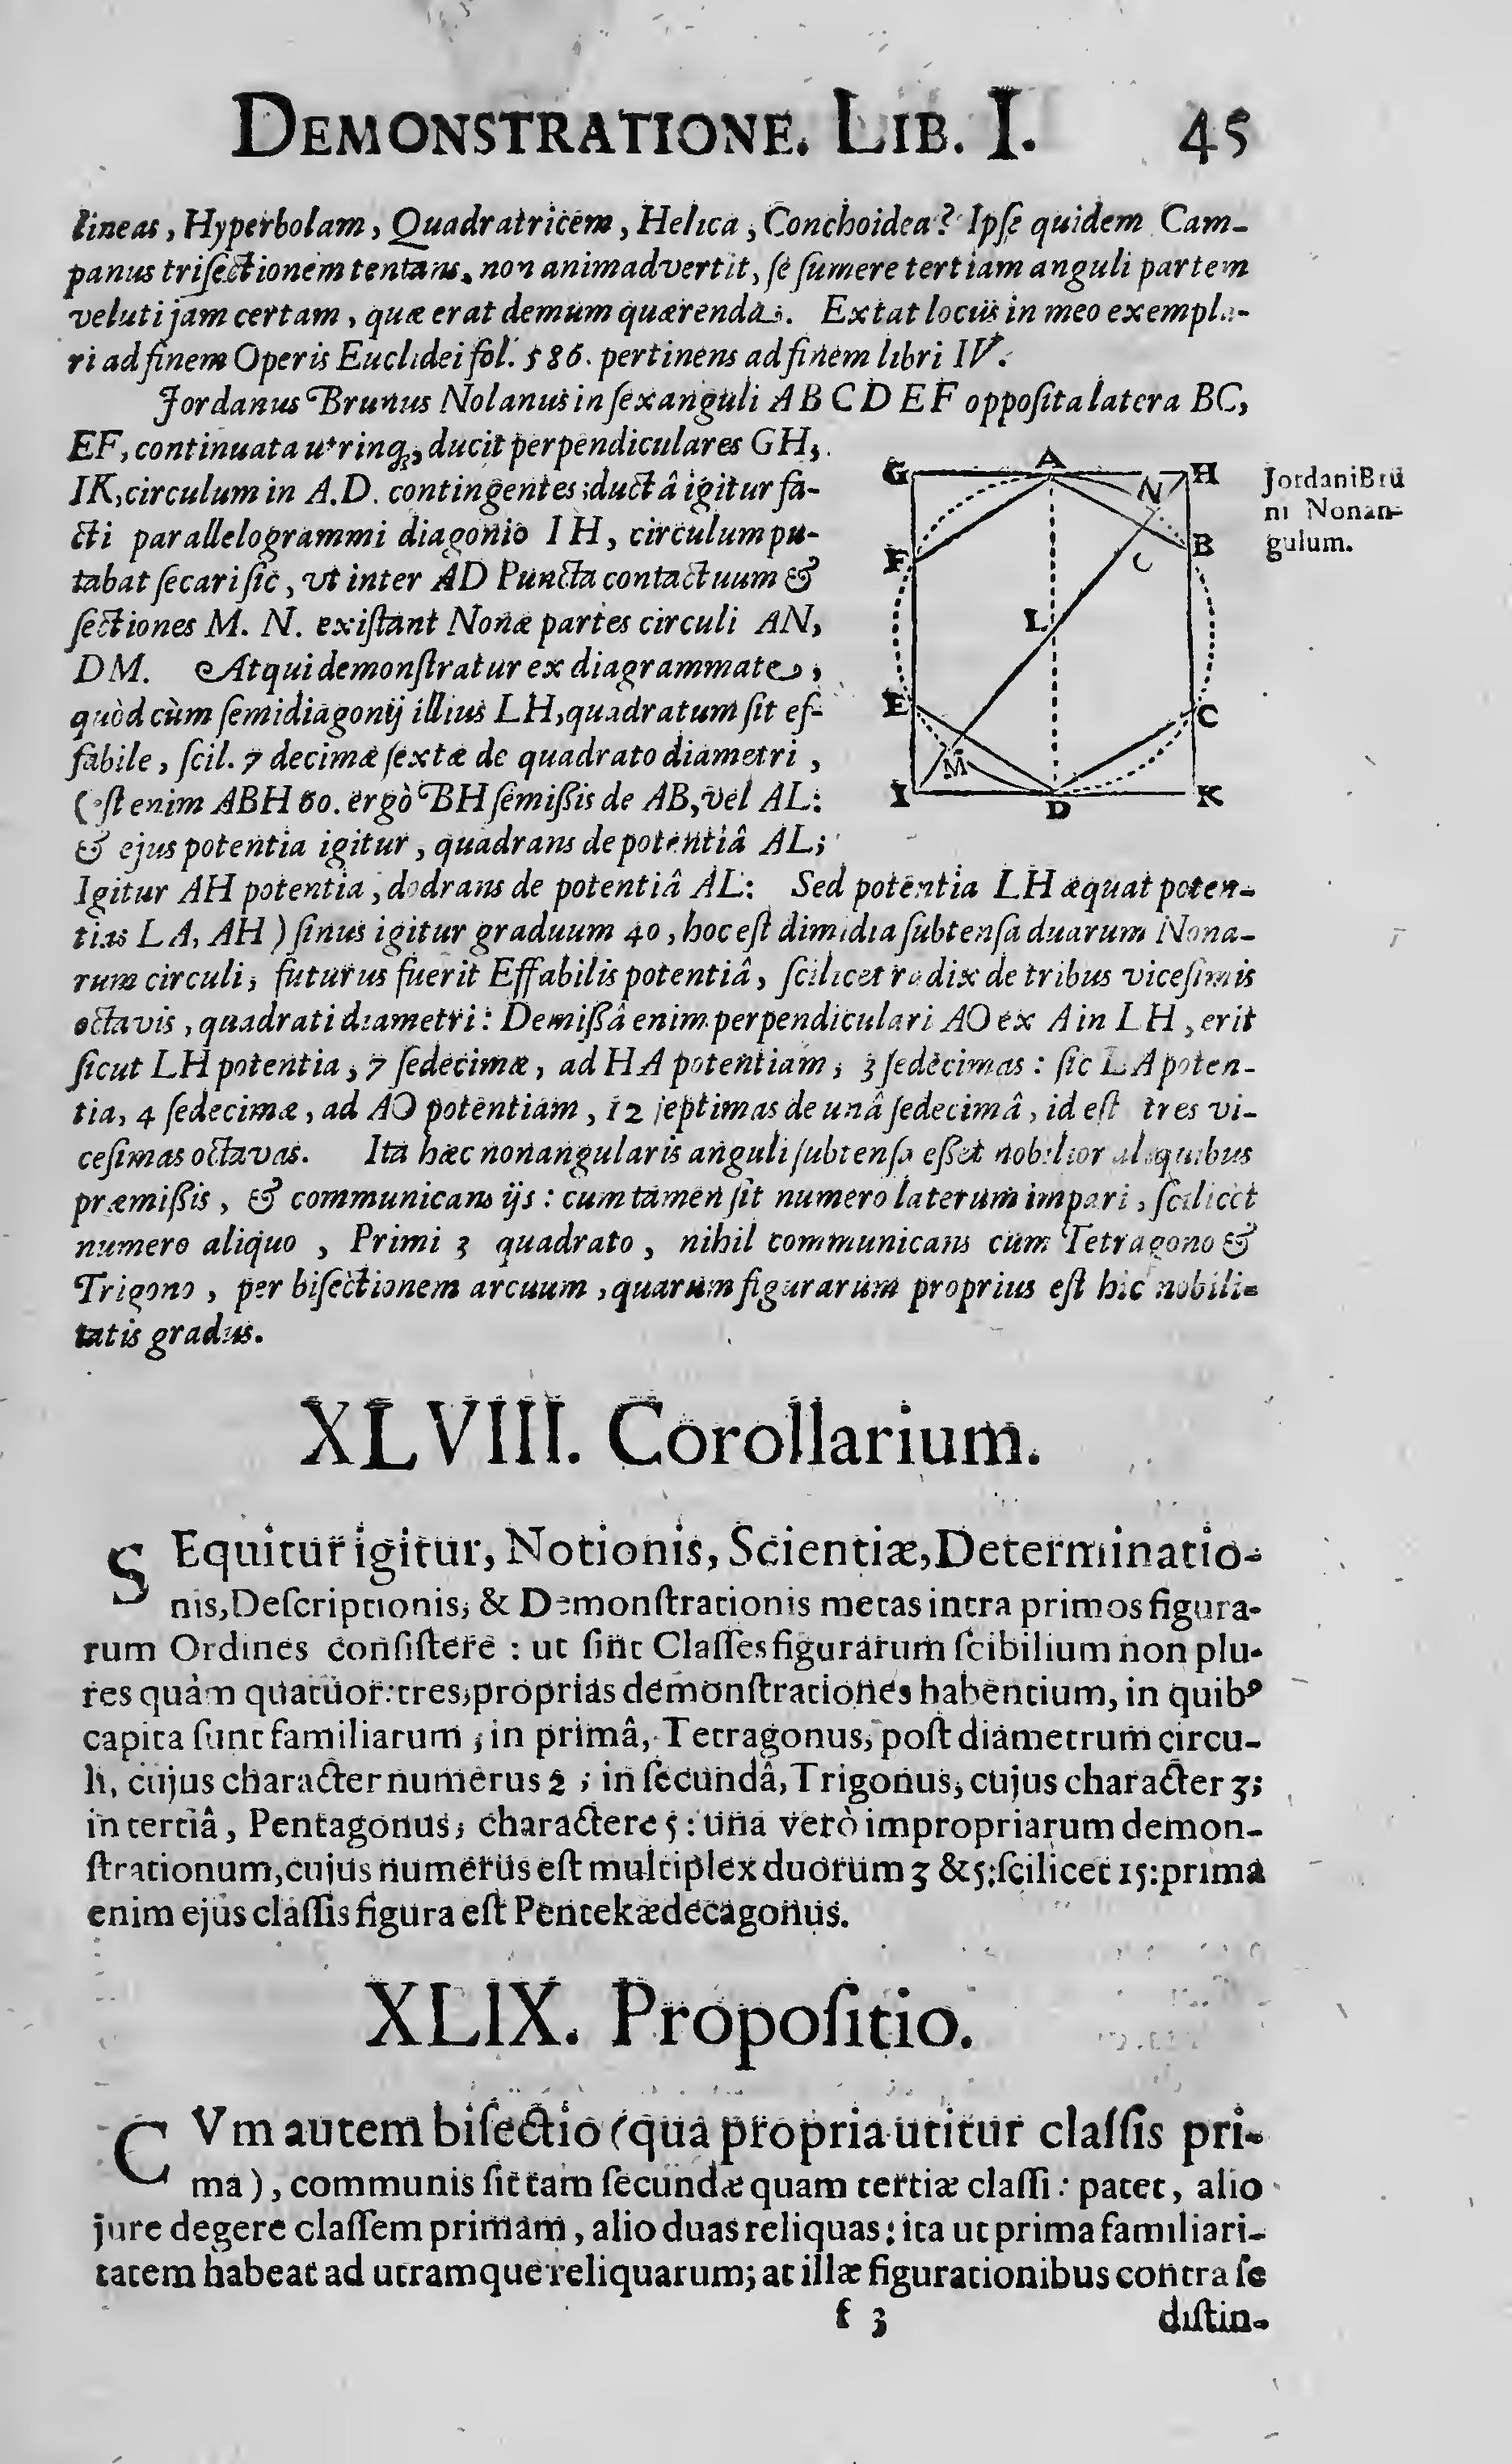 DEMONSTRATIONE. LIB. I. 45
lineas, Hyperbolam, Quadratricem, Helica, Conchoidea? Ipſe quidem Cam-
panus triſectionem tentans, non animadvertit, ſe ſumere tertiam anguli partem
veluti jam certam, quæ erat demum quærenda. Extat locus in meo exempla-
ri ad finem Operis Euclidei fol. 586. pertinens ad finem libri IV.
Jordanus Brunus Nolanus in ſexanguli ABCDEF oppoſita latera BC,
EF, continuata utrinq;, ducit perpendiculares GH,
IK, circulum in A.D. contingentes; ductâ igitur fa-
cti parallelogrammi diagonio IH, circulum pu-
tabat ſecari ſic, ut inter AD Puncta contactuum &
ſectiones M. N. exiſtant Nonæ partes circuli AN,
DM. Atqui demonſtratur ex diagrammate,
quòd cùm ſemidiagonij illius LH, quadratum ſit ef-
fabile, ſcil. 7 decimæ ſextæ de quadrato diametri,
(eſt enim ABH 60. ergò BH ſemißis de AB, vel AL:
& ejus potentia igitur, quadrans de potentiâ AL;
Igitur AH potentia, dodrans de potentiâ AL: Sed potentia LH æquat poten-
tias LA, AH) ſinus igitur graduum 40, hoc eſt dimidia ſubtenſa duarum Nona-
rum circuli, futurus fuerit Effabilis potentiâ, ſcilicet radix de tribus viceſimis
octavis, quadrati diametri: Demißâ enim perpendiculari AO ex A in LH, erit
ſicut LH potentia, 7 ſedecimæ, ad HA potentiam, 3 ſedecimas: ſic LA poten-
tia, 4 ſedecimæ, ad AO potentiam, 12 ſeptimas de unâ ſedecimâ, id eſt tres vi-
ceſimas octavas. Ita hæc nonangularis anguli ſubtenſa eßet nobilior aliquibus
præmißis, & communicans ijs: cum tamen ſit numero laterum impari, ſcilicet
numero aliquo, Primi 3 quadrato, nihil communicans cum Tetragono &
Trigono, per biſectionem arcuum, quarum figurarum proprius eſt hic nobili-
tatis gradus.
G A H
N
F B
C
L
E C
M
I D K
JordaniBru
ni Nonan-
gulum.
XLVIII. Corollarium.
SEquitur igitur, Notionis, Scientiæ, Determinatio-
nis, Deſcriptionis, & Demonſtrationis metas intra primos figura-
rum Ordines conſiſtere: ut ſint Claſſes figurarum ſcibilium non plu-
res quàm quatuor: tres, proprias demonſtrationes habentium, in quib⁹
capita ſunt familiarum; in primâ, Tetragonus, poſt diametrum circu-
li, cujus character numerus 2; in ſecundâ, Trigonus, cujus character 3;
in tertiâ, Pentagonus, charactere 5: una verò impropriarum demon-
ſtrationum, cujus numerus eſt multiplex duorum 3 & 5; ſcilicet 15: prima
enim ejus claſſis figura eſt Pentekædecagonus.
XLIX. Propoſitio.
CVm autem biſectio (qua propria utitur claſſis pri-
ma), communis ſit tam ſecundæ quam tertiæ claſſi: patet, alio
jure degere claſſem primam, alio duas reliquas; ita ut prima familiari-
tatem habeat ad utramque reliquarum; at illæ figurationibus contra ſe
f 3 diſtin-